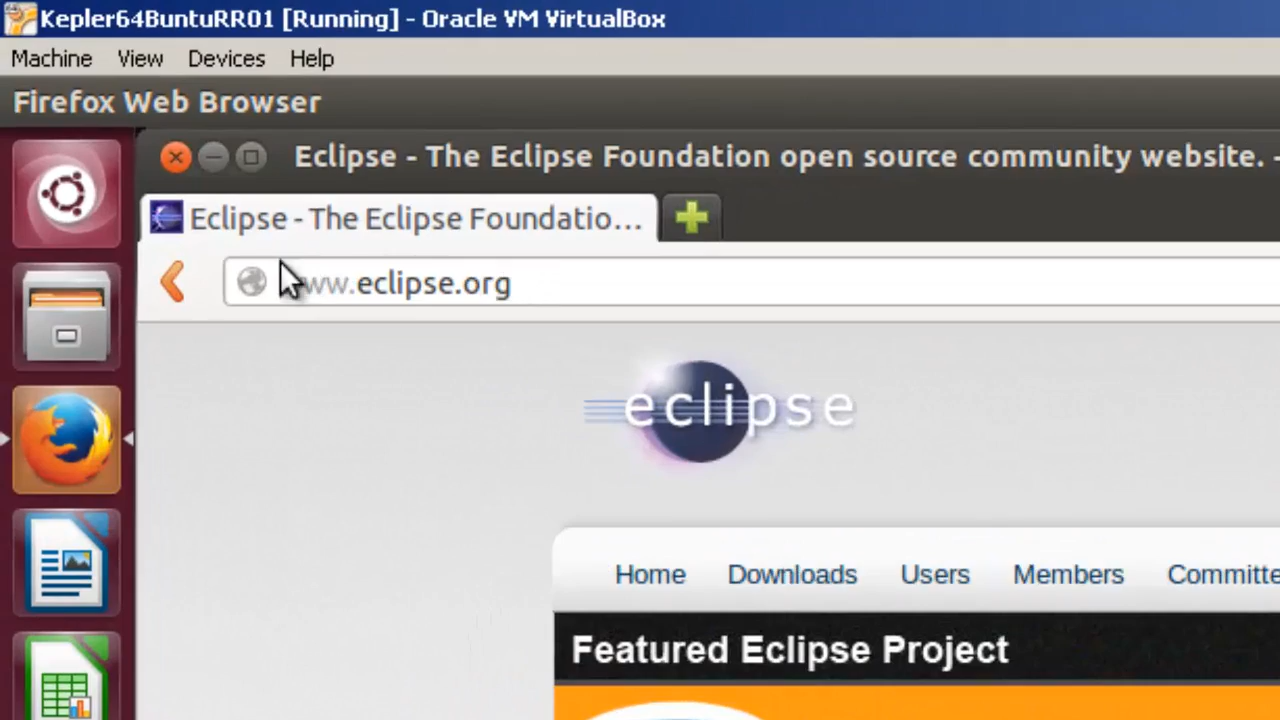 Kepler64BuntuRR01 [Running] - Oracle VM VirtualBox
Machine View Devices Help
Firefox Web Browser
Eclipse - The Eclipse Foundation open source community website. -
Eclipse - The Eclipse Foundatio...
ww.eclipse.org
eclipse
Home Downloads Users Members Committe
Featured Eclipse Project